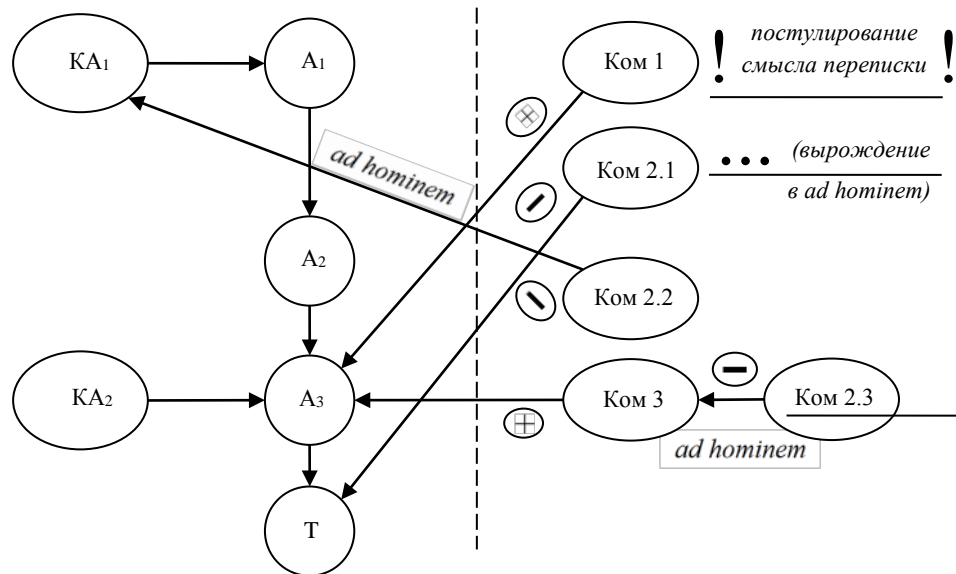 КА1
А1
Ком 1
! постулирование !
смысла переписки
ad hominem
Ком 2.1
... (вырождение
в ad hominem)
А2
Ком 2.2
КА2
А3
Ком 3
Ком 2.3
ad hominem
Т